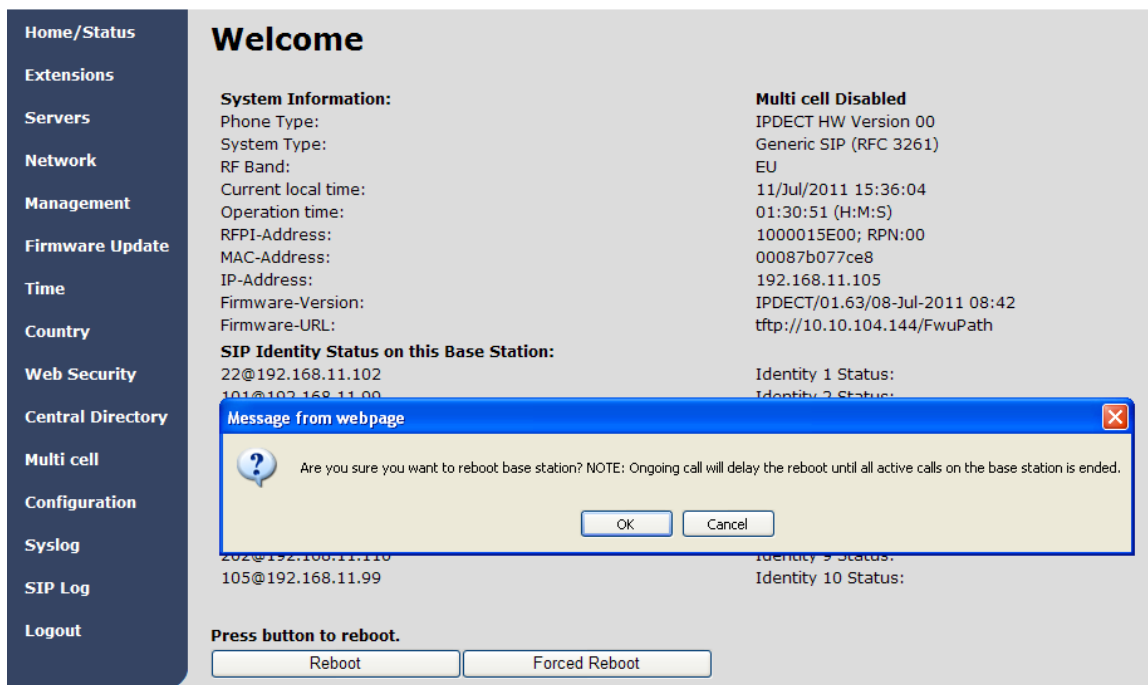 Home/Status
Extensions
Servers
Network
Management
Firmware Update
Time
Country
Web Security
Central Directory
Multi cell
Configuration
Syslog
SIP Log
Logout
Welcome
System Information: Multi cell Disabled
Phone Type: IPDECT HW Version 00
System Type: Generic SIP (RFC 3261)
RF Band: EU
Current local time: 11/Jul/2011 15:36:04
Operation time: 01:30:51 (H:M:S)
RFPI-Address: 1000015E00; RPN:00
MAC-Address: 00087b077ce8
IP-Address: 192.168.11.105
Firmware-Version: IPDECT/01.63/08-Jul-2011 08:42
Firmware-URL: tftp://10.10.104.144/FwuPath
SIP Identity Status on this Base Station:
22@192.168.11.102 Identity 1 Status:
101@192.168.11.99 Identity 2 Status:
Message from webpage
Are you sure you want to reboot base station? NOTE: Ongoing call will delay the reboot until all active calls on the base station is ended.
OK Cancel
Identity 9 Status:
105@192.168.11.99 Identity 10 Status:
Press button to reboot.
Reboot Forced Reboot